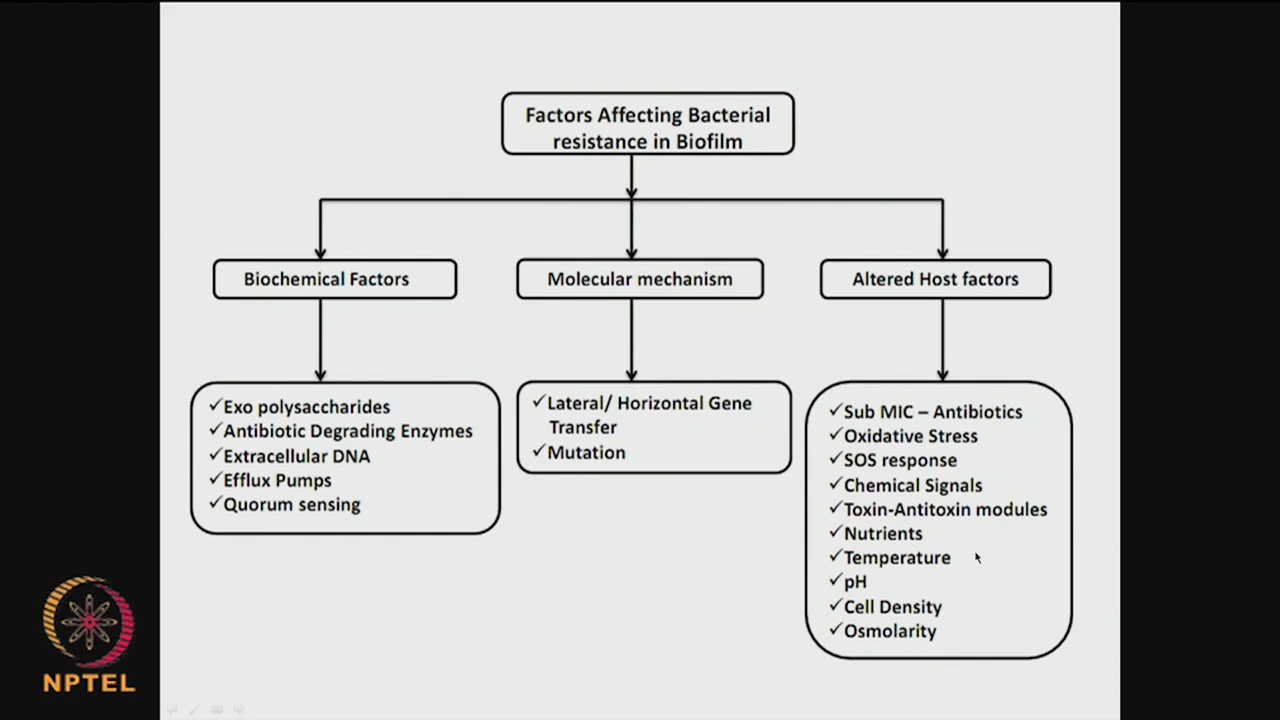 Factors Affecting Bacterial
resistance in Biofilm
Biochemical Factors
Molecular mechanism
Altered Host factors
✓Exo polysaccharides
✓Antibiotic Degrading Enzymes
✓Extracellular DNA
✓Efflux Pumps
✓Quorum sensing
✓Lateral/ Horizontal Gene
Transfer
✓Mutation
✓Sub MIC – Antibiotics
✓Oxidative Stress
✓SOS response
✓Chemical Signals
✓Toxin-Antitoxin modules
✓Nutrients
✓Temperature
✓pH
✓Cell Density
✓Osmolarity
NPTEL